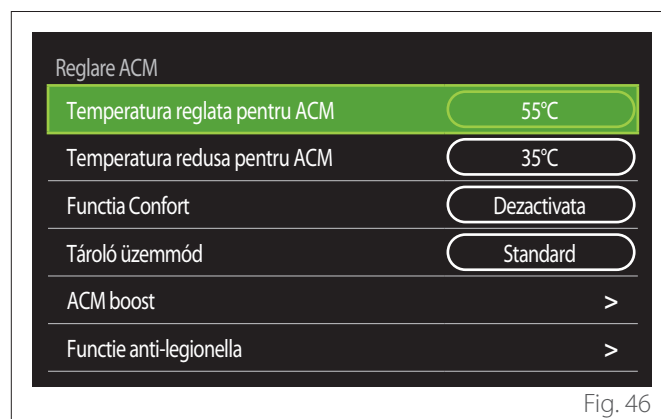 Reglare ACM
Temperatura reglata pentru ACM 55°C
Temperatura redusa pentru ACM 35°C
Functia Confort Dezactivata
Tároló üzemmód Standard
ACM boost >
Functie anti-legionella >
Fig. 46